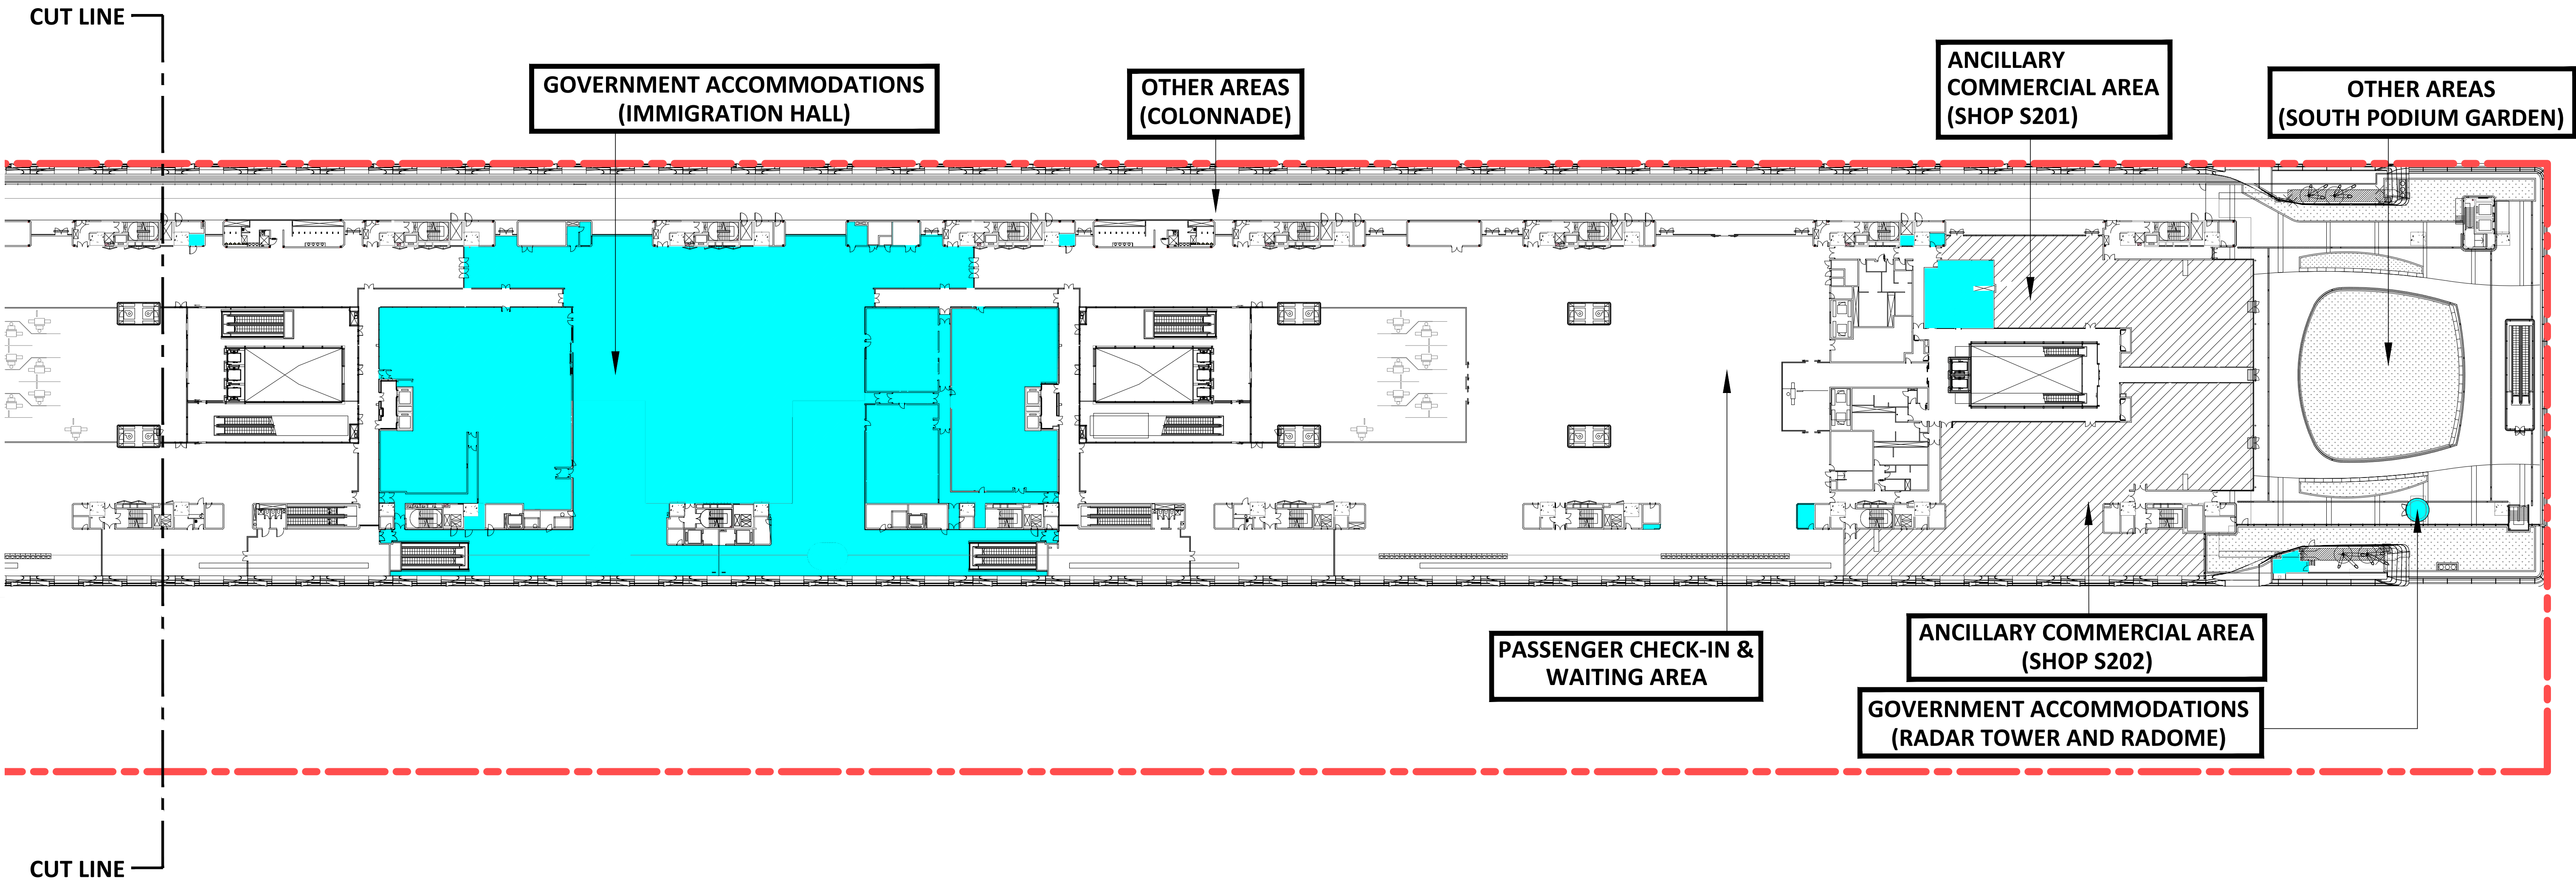 CUT LINE
GOVERNMENT ACCOMMODATIONS
(IMMIGRATION HALL)
OTHER AREAS
(COLONNADE)
ANCILLARY
COMMERCIAL AREA
(SHOP S201)
OTHER AREAS
(SOUTH PODIUM GARDEN)
PASSENGER CHECK-IN &
WAITING AREA
ANCILLARY COMMERCIAL AREA
(SHOP S202)
GOVERNMENT ACCOMMODATIONS
(RADAR TOWER AND RADOME)
CUT LINE